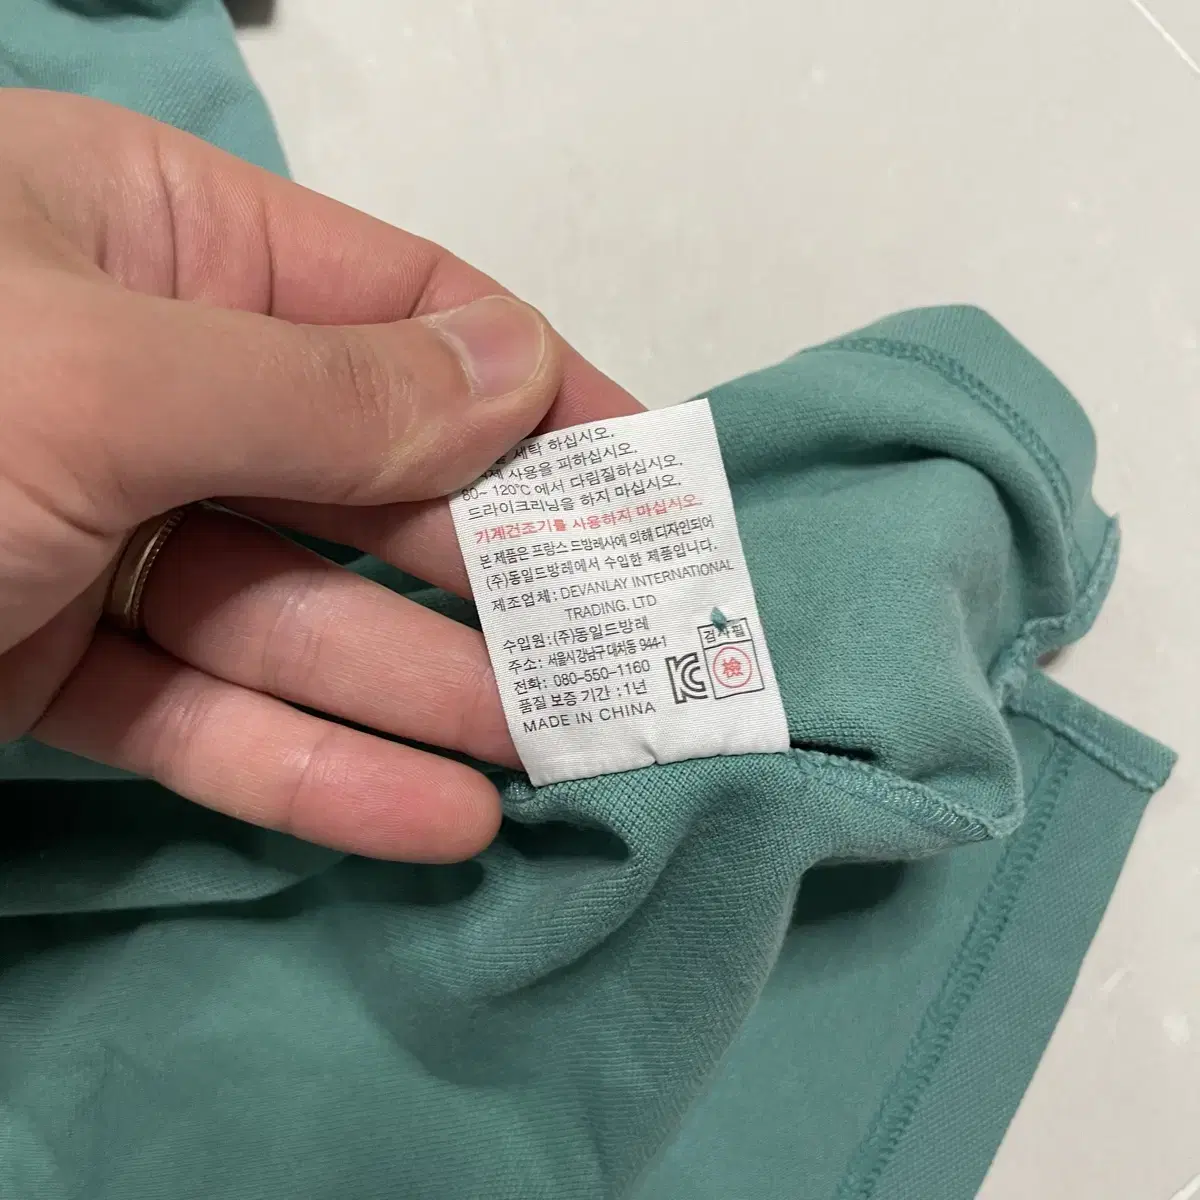 세탁 하십시오.
사용을 피하십시오.
80~ 120°C 에서 다림질하십시오.
드라이크리닝을 하지 마십시오.
기계건조기를 사용하지 마십시오.
본 제품은 프랑스 드방레사에 의해 디자인되어
(주)동일드방레에서 수입한 제품입니다.
제조업체: DEVANLAY INTERNATIONAL
TRADING. LTD
수입원: (주)동일드방레
주소: 서울시 강남구 대치동 944-1
전화: 080-550-1160
품질 보증 기간 : 1년
MADE IN CHINA
검사필
檢